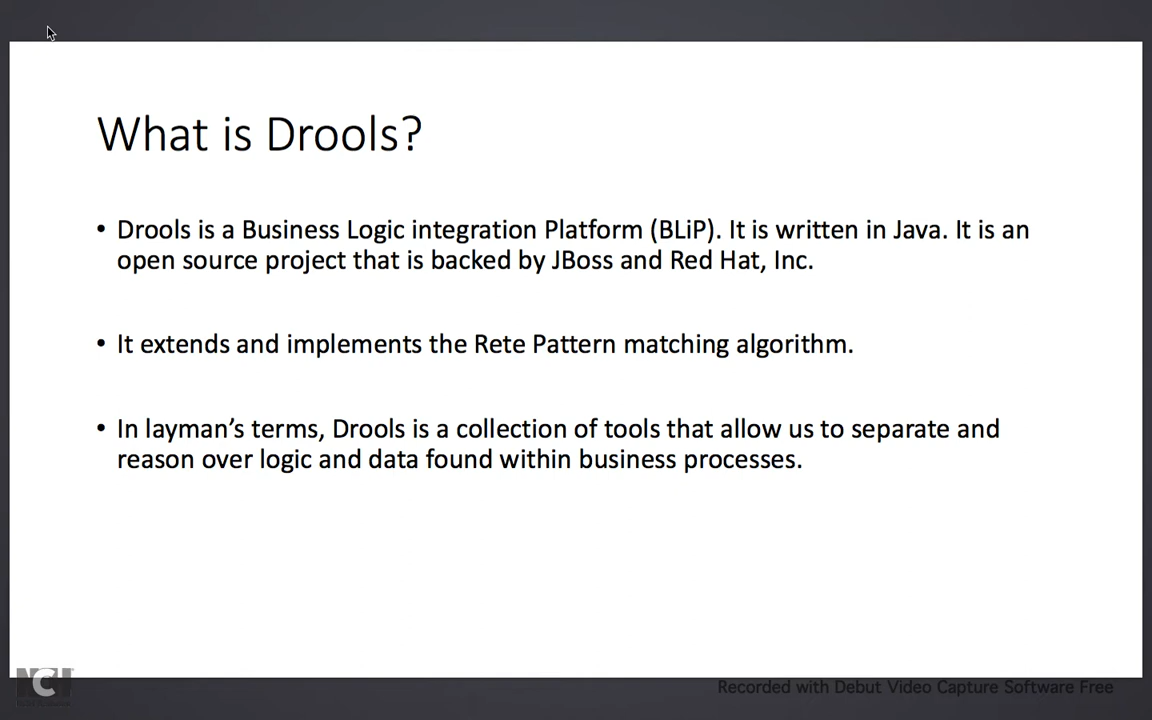 What is Drools?
• Drools is a Business Logic integration Platform (BLiP). It is written in Java. It is an
open source project that is backed by JBoss and Red Hat, Inc.
• It extends and implements the Rete Pattern matching algorithm.
• In layman’s terms, Drools is a collection of tools that allow us to separate and
reason over logic and data found within business processes.
Recorded with Debut Video Capture Software Free